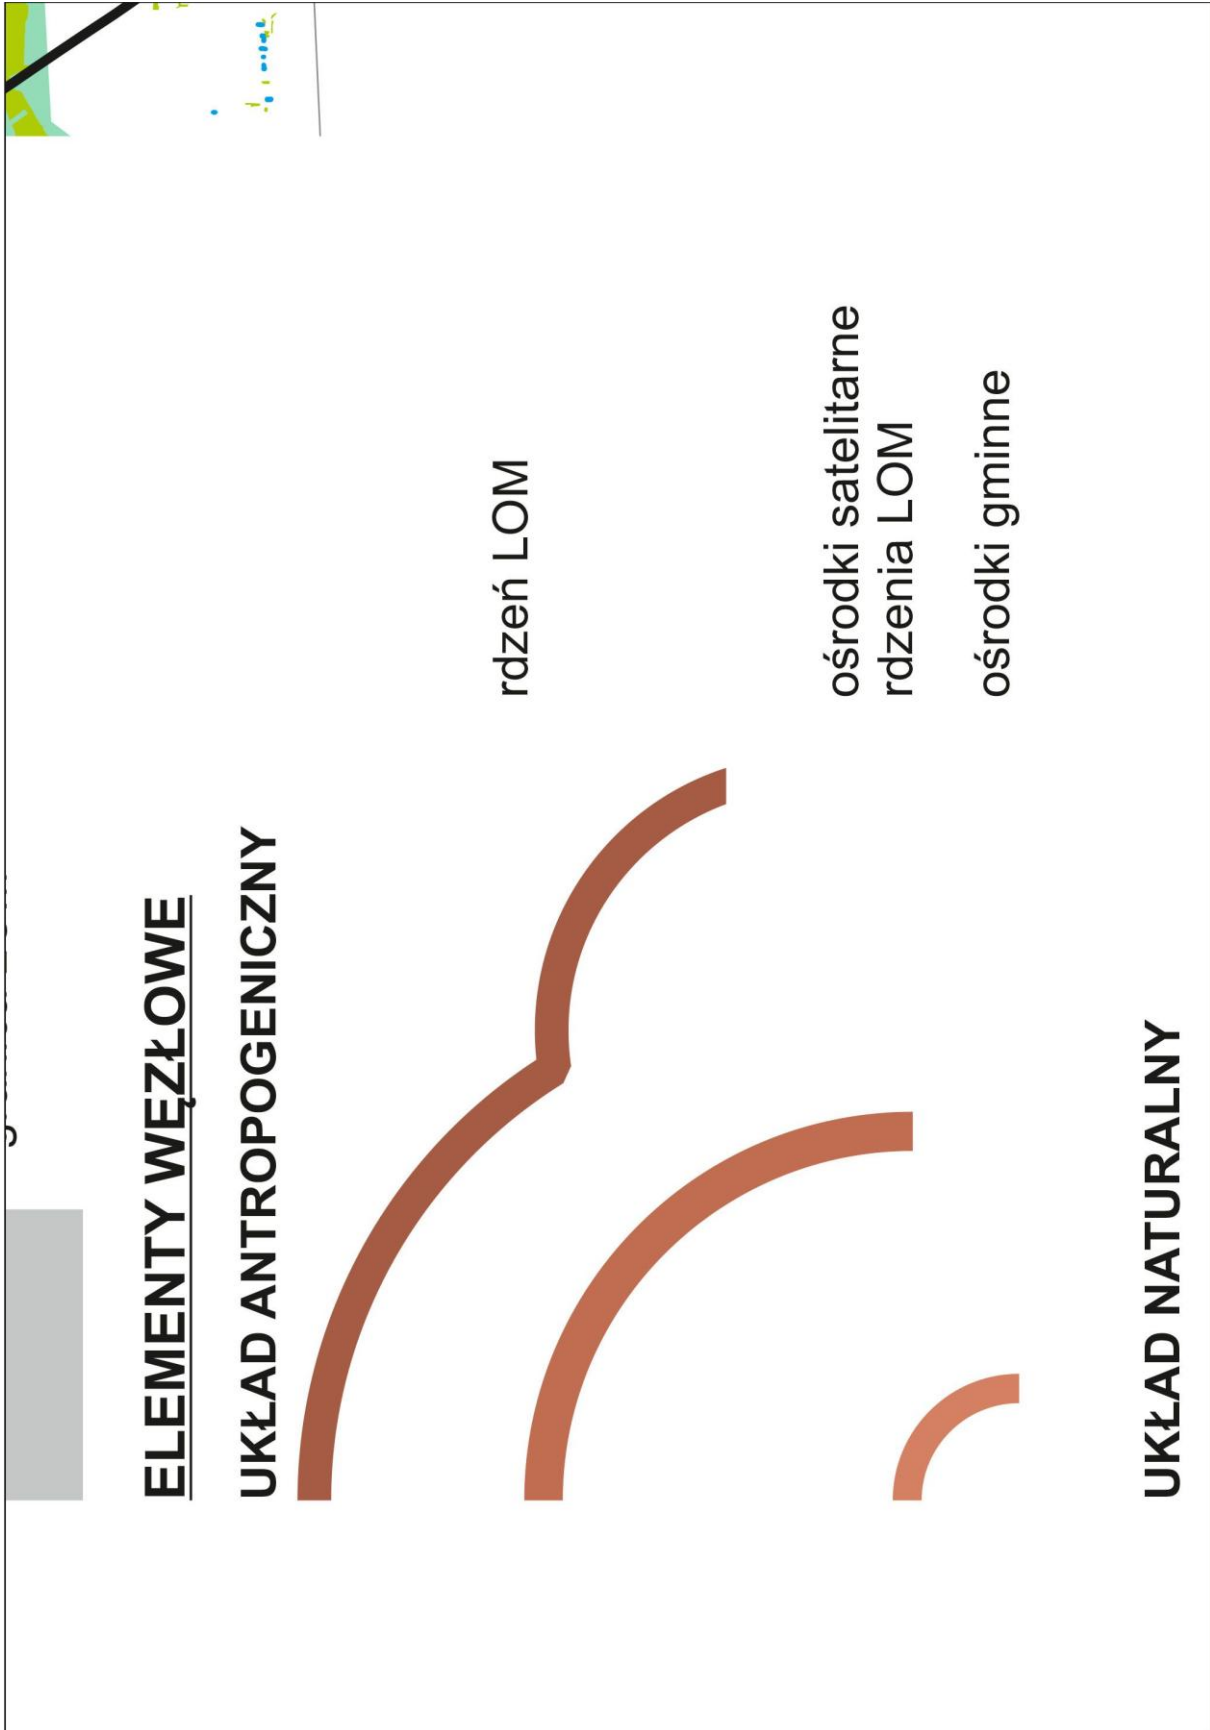 ELEMENTY WĘZŁOWE
UKŁAD ANTROPOGENICZNY
rdzeń LOM
ośrodki satelitarne
rdzenia LOM
ośrodki gminne
UKŁAD NATURALNY